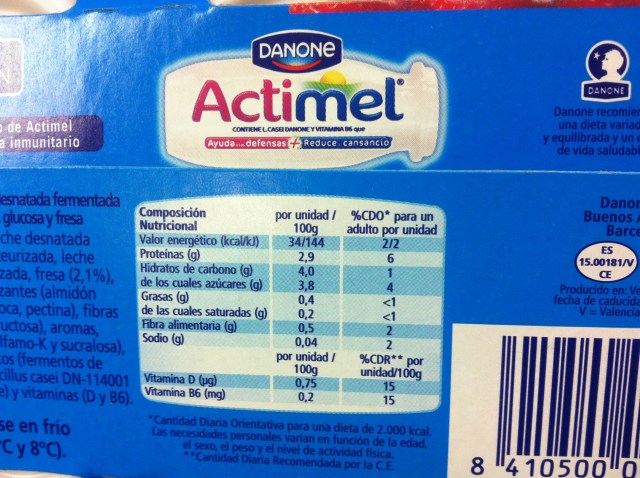 DANONE
Actimel®
CONTIENE L.CASEI DANONE Y VITAMINA B6 que
Ayuda a las defensas + Reduce el cansancio
DANONE
Danone recomien
una dieta variad
y equilibrada y un e
de vida saludabl
o de Actimel
a inmunitario
desnatada fermentada
glucosa y fresa
che desnatada
eurizada, leche
zada, fresa (2,1%),
zantes (almidón
oca, pectina), fibras
uctosa), aromas,
lfamo-K y sucralosa),
os (fermentos de
cillus casei DN-114001
e) y vitaminas (D y B6).
se en frío
°C y 8°C).
Composición Nutricional por unidad / 100g %CDO* para un adulto por unidad
Valor energético (kcal/kJ) 34/144 2/2
Proteínas (g) 2,9 6
Hidratos de carbono (g) 4,0 1
de los cuales azúcares (g) 3,8 4
Grasas (g) 0,4 <1
de las cuales saturadas (g) 0,2 <1
Fibra alimentaria (g) 0,5 2
Sodio (g) 0,04 2
por unidad / 100g %CDR** por unidad/100g
Vitamina D (µg) 0,75 15
Vitamina B6 (mg) 0,2 15
*Cantidad Diaria Orientativa para una dieta de 2.000 kcal.
Las necesidades personales varían en función de la edad,
el sexo, el peso y el nivel de actividad física.
**Cantidad Diaria Recomendada por la C.E.
Danon
Buenos A
Barce
ES
15.00181/V
CE
Producido en: Ve
fecha de caducida
V = Valencia
8 410500 0